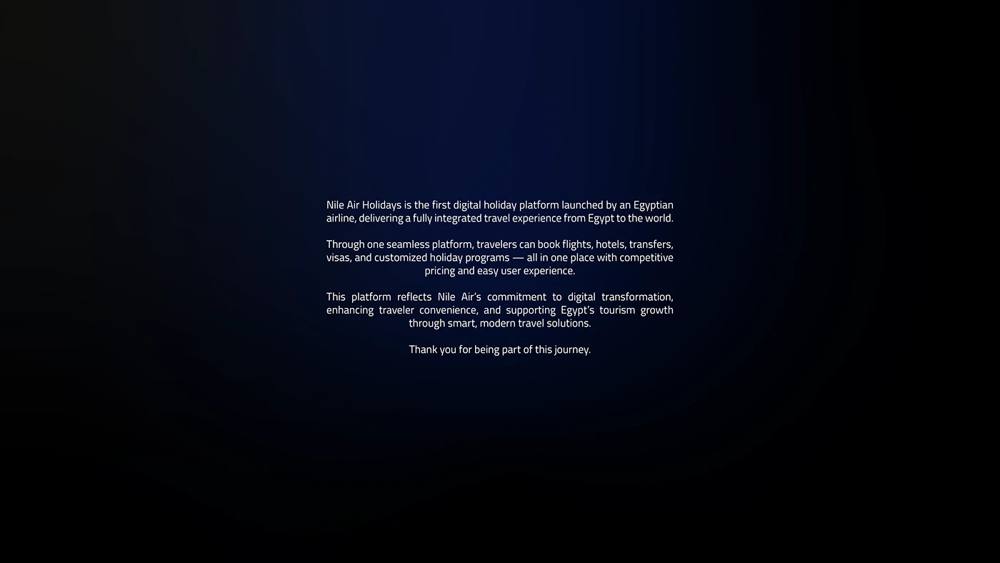 Nile Air Holidays is the first digital holiday platform launched by an Egyptian
airline, delivering a fully integrated travel experience from Egypt to the world.
Through one seamless platform, travelers can book flights, hotels, transfers,
visas, and customized holiday programs — all in one place with competitive
pricing and easy user experience.
This platform reflects Nile Air's commitment to digital transformation,
enhancing traveler convenience, and supporting Egypt's tourism growth
through smart, modern travel solutions.
Thank you for being part of this journey.